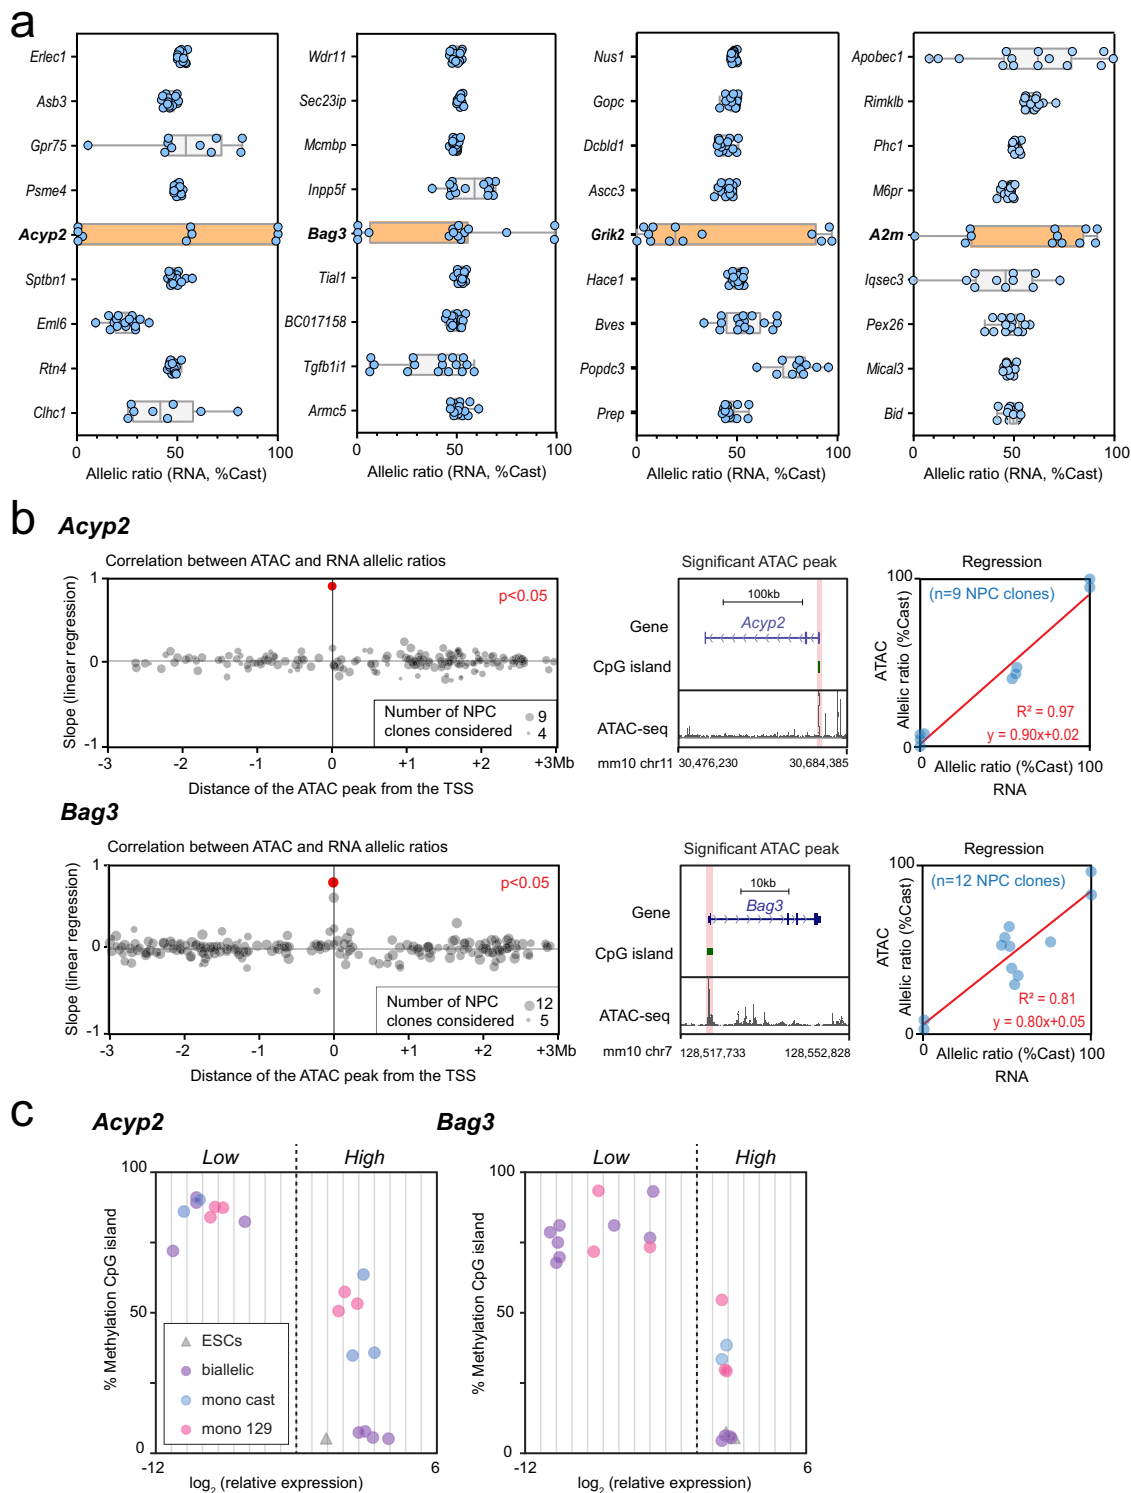 a
Erlec1
Asb3
Gpr75
Psme4
Acyp2
Sptbn1
Eml6
Rtn4
Clhc1
0 50 100
Allelic ratio (RNA, %Cast)
Wdr11
Sec23ip
Mcmbp
Inpp5f
Bag3
Tial1
BC017158
Tgfb1i1
Armc5
0 50 100
Allelic ratio (RNA, %Cast)
Nus1
Gopc
Dcbld1
Ascc3
Grik2
Hace1
Bves
Popdc3
Prep
0 50 100
Allelic ratio (RNA, %Cast)
Apobec1
Rimklb
Phc1
M6pr
A2m
Iqsec3
Pex26
Mical3
Bid
0 50 100
Allelic ratio (RNA, %Cast)
b
Acyp2
Correlation between ATAC and RNA allelic ratios
Slope (linear regression)
1
0
-1
p<0.05
Number of NPC clones considered
9
4
-3 -2 -1 0 +1 +2 +3Mb
Distance of the ATAC peak from the TSS
Significant ATAC peak
100kb
Gene
Acyp2
CpG island
ATAC-seq
mm10 chr11 30,476,230 30,684,385
Regression
(n=9 NPC clones)
ATAC
Allelic ratio (%Cast)
100
0
R² = 0.97
y = 0.90x+0.02
0 Allelic ratio (%Cast) 100
RNA
Bag3
Correlation between ATAC and RNA allelic ratios
Slope (linear regression)
1
0
-1
p<0.05
Number of NPC clones considered
12
5
-3 -2 -1 0 +1 +2 +3Mb
Distance of the ATAC peak from the TSS
Significant ATAC peak
10kb
Gene
Bag3
CpG island
ATAC-seq
mm10 chr7 128,517,733 128,552,828
Regression
(n=12 NPC clones)
ATAC
Allelic ratio (%Cast)
100
0
R² = 0.81
y = 0.80x+0.05
0 Allelic ratio (%Cast) 100
RNA
c
Acyp2
Low High
% Methylation CpG island
100
50
0
ESCs
biallelic
mono cast
mono 129
-12 6
log₂ (relative expression)
Bag3
Low High
% Methylation CpG island
100
50
0
-12 6
log₂ (relative expression)